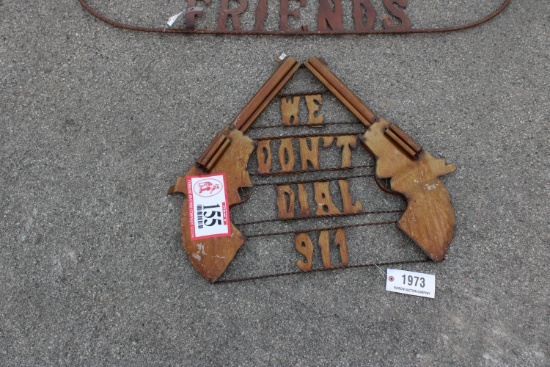 FRIENDS
WE
DON'T
DIAL
911
155
1973